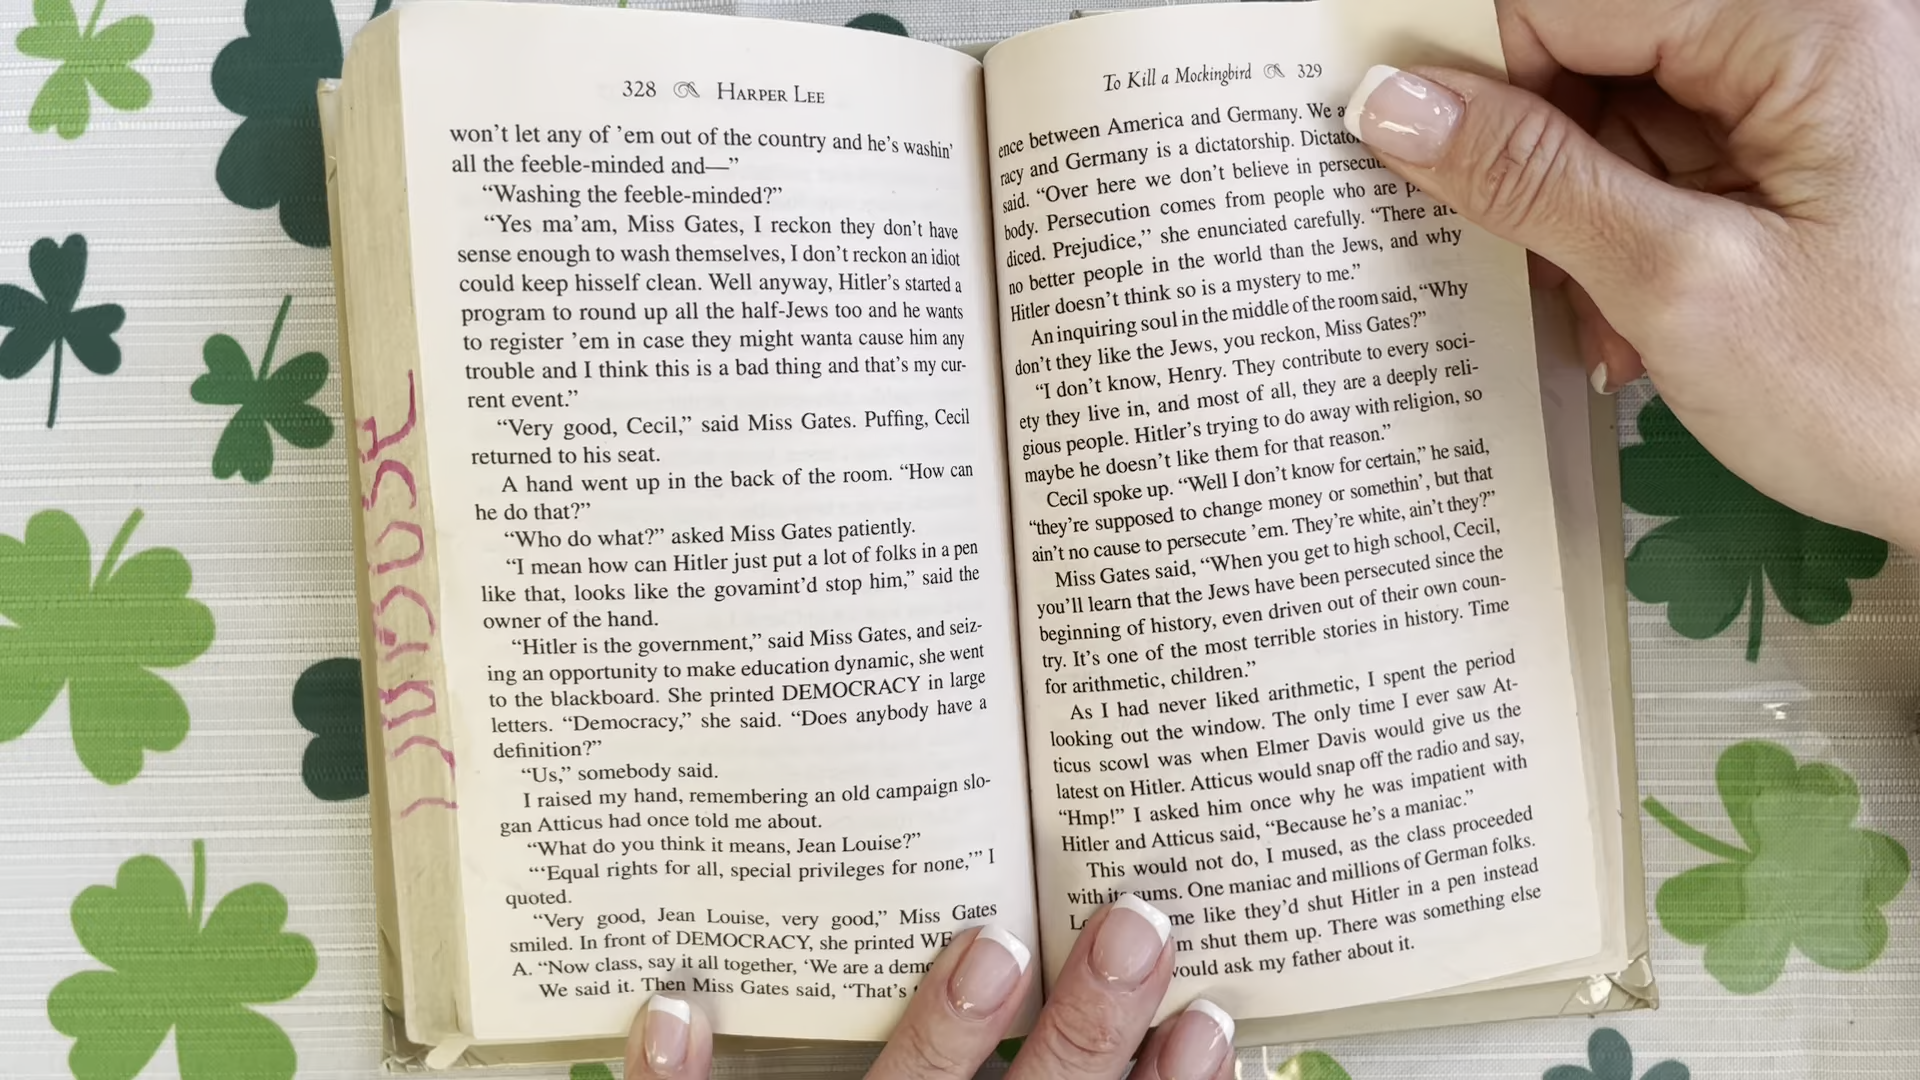 328 HARPER LEE
won't let any of 'em out of the country and he's washin'
all the feeble-minded and—”
“Washing the feeble-minded?”
“Yes ma'am, Miss Gates, I reckon they don't have
sense enough to wash themselves, I don't reckon an idiot
could keep hisself clean. Well anyway, Hitler's started a
program to round up all the half-Jews too and he wants
to register 'em in case they might wanta cause him any
trouble and I think this is a bad thing and that's my cur-
rent event.”
“Very good, Cecil,” said Miss Gates. Puffing, Cecil
returned to his seat.
A hand went up in the back of the room. “How can
he do that?”
“Who do what?” asked Miss Gates patiently.
“I mean how can Hitler just put a lot of folks in a pen
like that, looks like the govamint'd stop him,” said the
owner of the hand.
“Hitler is the government,” said Miss Gates, and seiz-
ing an opportunity to make education dynamic, she went
to the blackboard. She printed DEMOCRACY in large
letters. “Democracy,” she said. “Does anybody have a
definition?”
“Us,” somebody said.
I raised my hand, remembering an old campaign slo-
gan Atticus had once told me about.
“What do you think it means, Jean Louise?”
“‘Equal rights for all, special privileges for none,’” I
quoted.
“Very good, Jean Louise, very good,” Miss Gates
smiled. In front of DEMOCRACY, she printed WE
A. “Now class, say it all together, ‘We are a
We said it. Then Miss Gates said, “That's
To Kill a Mockingbird 329
ence between America and Germany. We
racy and Germany is a dictatorship.
said. “Over here we don't believe in
body. Persecution comes from people who are
diced. Prejudice,” she enunciated carefully. “There are
no better people in the world than the Jews, and why
Hitler doesn't think so is a mystery to me.”
An inquiring soul in the middle of the room said, “Why
don't they like the Jews, you reckon, Miss Gates?”
“I don't know, Henry. They contribute to every soci-
ety they live in, and most of all, they are a deeply reli-
gious people. Hitler's trying to do away with religion, so
maybe he doesn't like them for that reason.”
Cecil spoke up. “Well I don't know for certain,” he said,
“they're supposed to change money or somethin', but that
ain't no cause to persecute 'em. They're white, ain't they?”
Miss Gates said, “When you get to high school, Cecil,
you'll learn that the Jews have been persecuted since the
beginning of history, even driven out of their own coun-
try. It's one of the most terrible stories in history. Time
for arithmetic, children.”
As I had never liked arithmetic, I spent the period
looking out the window. The only time I ever saw At-
ticus scowl was when Elmer Davis would give us the
latest on Hitler. Atticus would snap off the radio and say,
“Hmp!” I asked him once why he was impatient with
Hitler and Atticus said, “Because he's a maniac.”
This would not do, I mused, as the class proceeded
with its sums. One maniac and millions of German folks.
me like they'd shut Hitler in a pen instead
shut them up. There was something else
would ask my father about it.